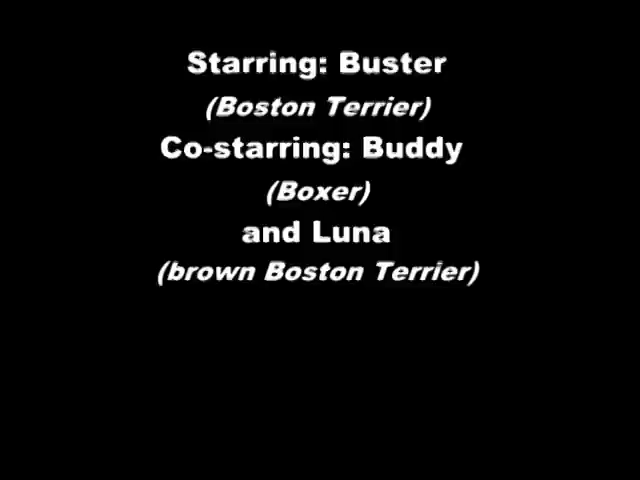 Starring: Buster
(Boston Terrier)
Co-starring: Buddy
(Boxer)
and Luna
(brown Boston Terrier)